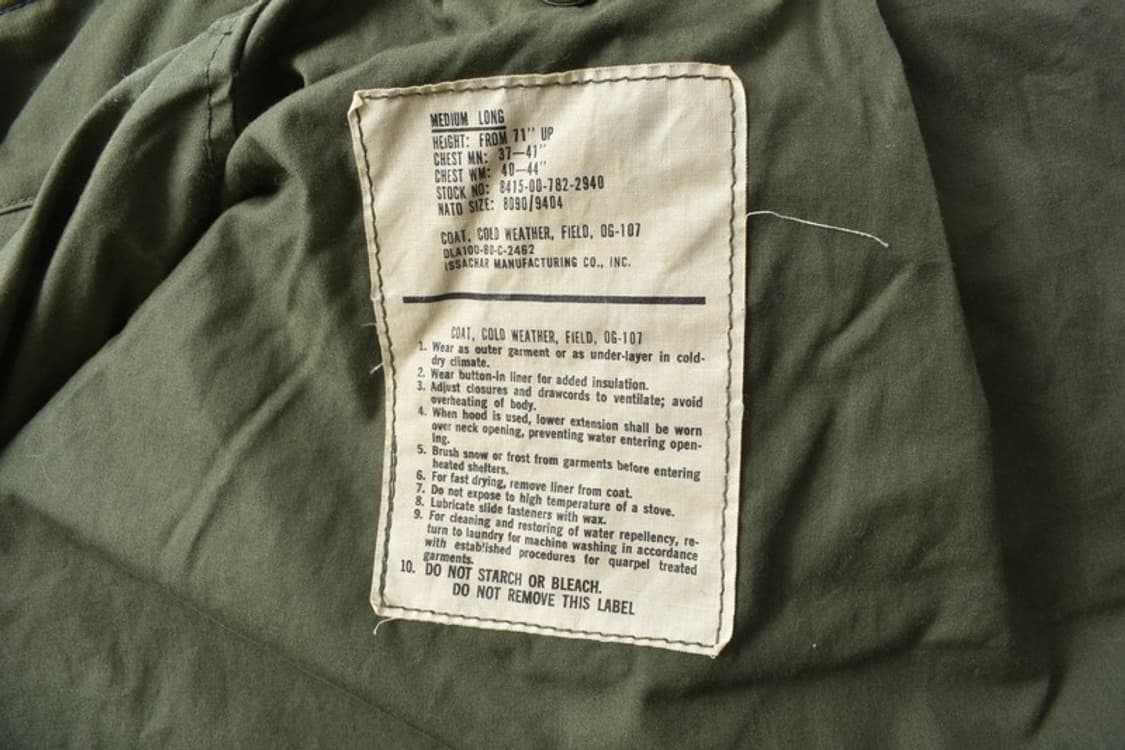 MEDIUM LONG
HEIGHT: FROM 71" UP
CHEST MN: 37—41"
CHEST WM: 40—44"
STOCK NO: 8415-00-782-2940
NATO SIZE: 8090/9404
COAT, COLD WEATHER, FIELD, OG-107
DLA100-80-C-2462
ISSACHAR MANUFACTURING CO., INC.
COAT, COLD WEATHER, FIELD, OG-107
1. Wear as outer garment or as under-layer in cold-
dry climate.
2. Wear button-in liner for added insulation.
3. Adjust closures and drawcords to ventilate; avoid
overheating of body.
4. When hood is used, lower extension shall be worn
over neck opening, preventing water entering open-
ing.
5. Brush snow or frost from garments before entering
heated shelters.
6. For fast drying, remove liner from coat.
7. Do not expose to high temperature of a stove.
8. Lubricate slide fasteners with wax.
9. For cleaning and restoring of water repellency, re-
turn to laundry for machine washing in accordance
with established procedures for quarpel treated
garments.
10. DO NOT STARCH OR BLEACH.
DO NOT REMOVE THIS LABEL